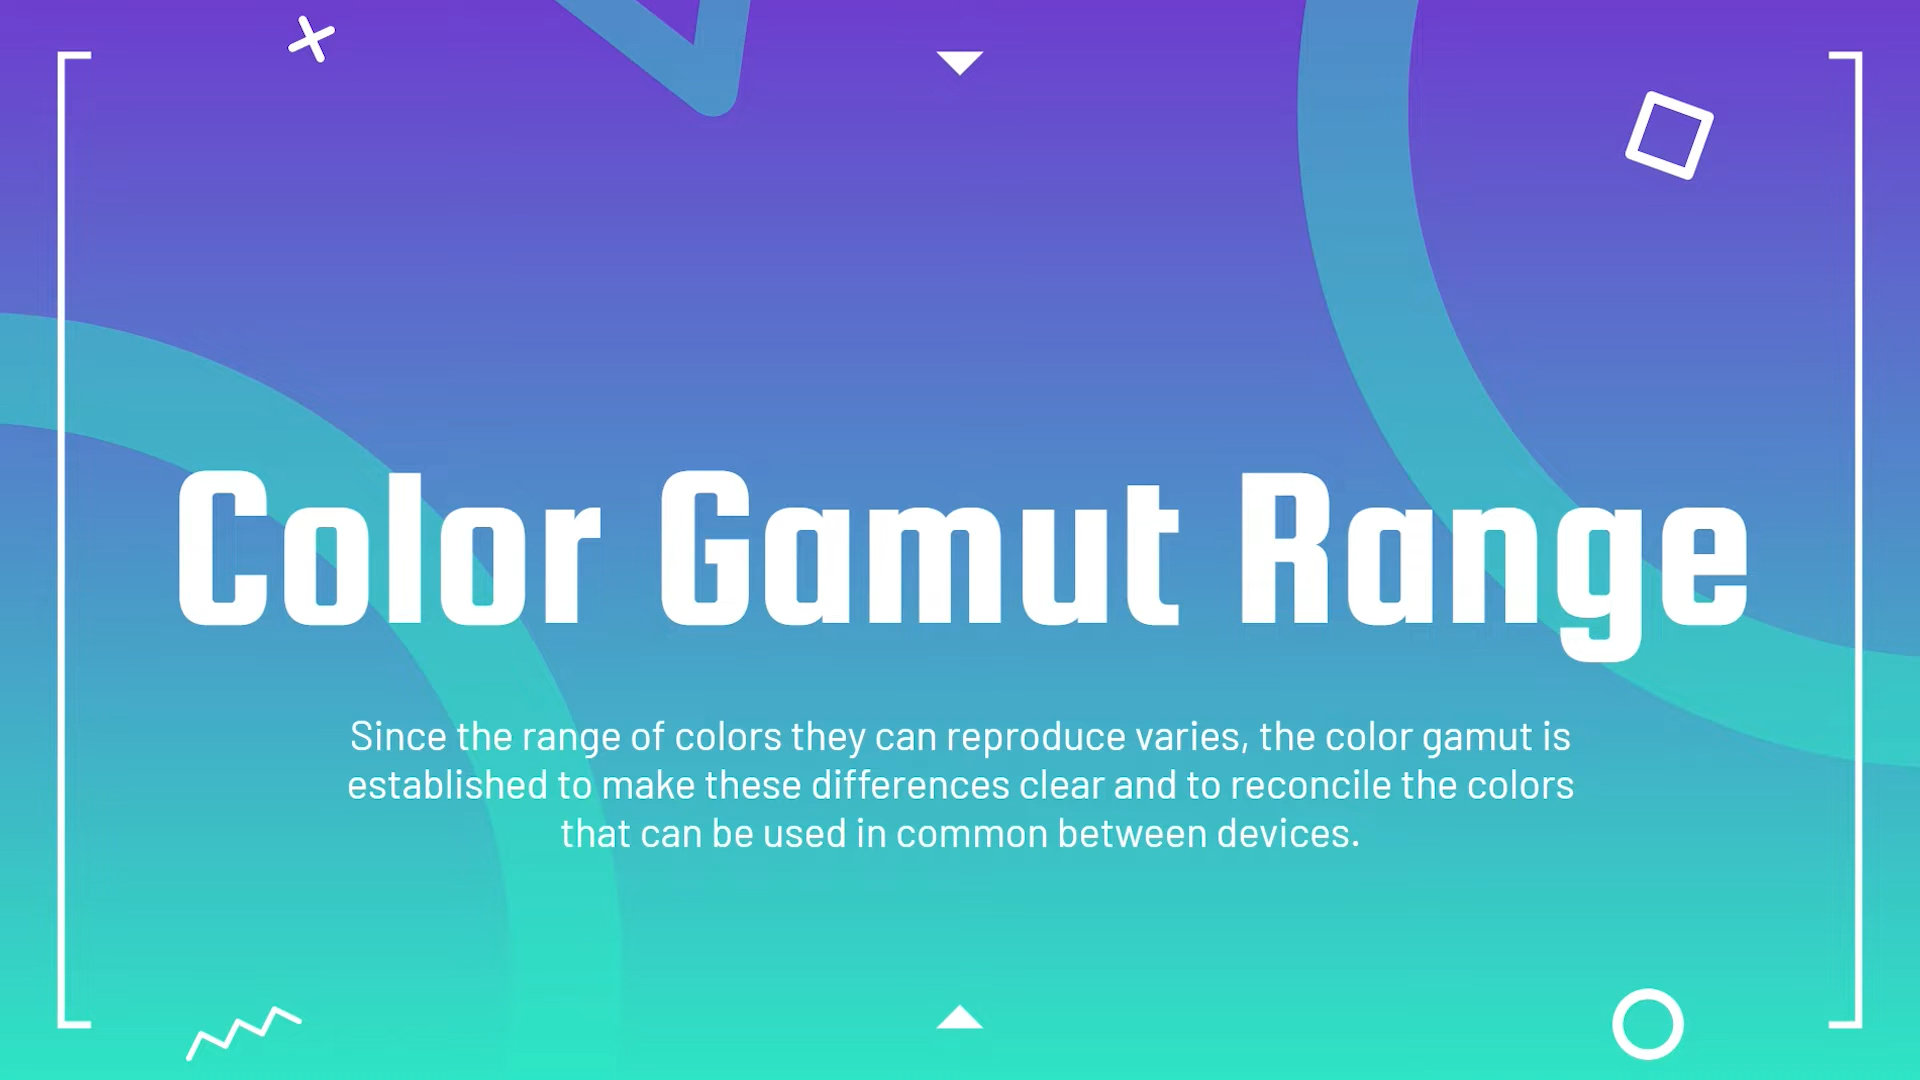 Color Gamut Range
Since the range of colors they can reproduce varies, the color gamut is
established to make these differences clear and to reconcile the colors
that can be used in common between devices.